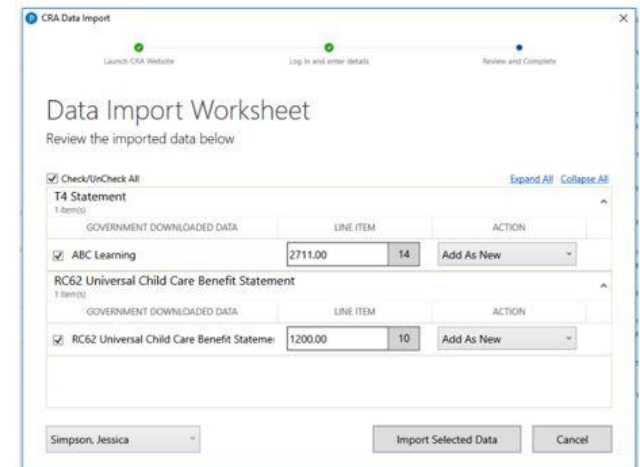 CRA Data Import
Launch CRA Website Log in and enter details Review and Complete
Data Import Worksheet
Review the imported data below
Check/UnCheck All Expand All Collapse All
T4 Statement
1 item(s)
GOVERNMENT DOWNLOADED DATA LINE ITEM ACTION
ABC Learning 2711.00 14 Add As New
RC62 Universal Child Care Benefit Statement
1 item(s)
GOVERNMENT DOWNLOADED DATA LINE ITEM ACTION
RC62 Universal Child Care Benefit Stateme 1200.00 10 Add As New
Simpson, Jessica Import Selected Data Cancel